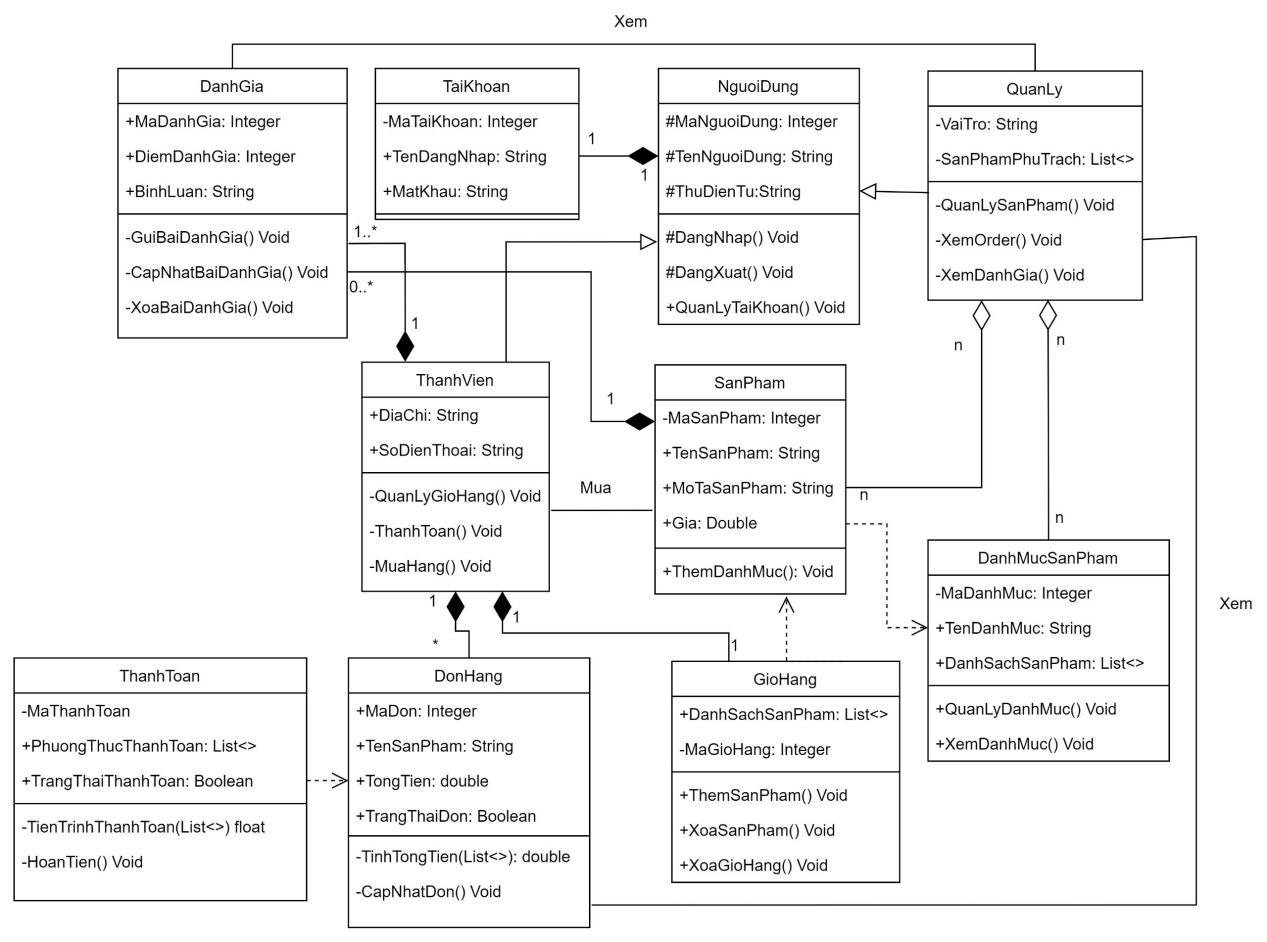 Xem
DanhGia
+MaDanhGia: Integer
+DiemDanhGia: Integer
+BinhLuan: String
-GuiBaiDanhGia() Void
-CapNhatBaiDanhGia() Void
-XoaBaiDanhGia() Void
TaiKhoan
-MaTaiKhoan: Integer
+TenDangNhap: String
+MatKhau: String
1
1
NguoiDung
#MaNguoiDung: Integer
#TenNguoiDung: String
#ThuDienTu:String
#DangNhap() Void
#DangXuat() Void
+QuanLyTaiKhoan() Void
QuanLy
-VaiTro: String
-SanPhamPhuTrach: List<>
-QuanLySanPham() Void
-XemOrder() Void
-XemDanhGia() Void
1..*
0..*
1
1
n
n
n
n
ThanhVien
+DiaChi: String
+SoDienThoai: String
-QuanLyGioHang() Void
-ThanhToan() Void
-MuaHang() Void
Mua
SanPham
-MaSanPham: Integer
+TenSanPham: String
+MoTaSanPham: String
+Gia: Double
+ThemDanhMuc(): Void
DanhMucSanPham
-MaDanhMuc: Integer
+TenDanhMuc: String
+DanhSachSanPham: List<>
+QuanLyDanhMuc() Void
+XemDanhMuc() Void
Xem
1
*
1
1
ThanhToan
-MaThanhToan
+PhuongThucThanhToan: List<>
+TrangThaiThanhToan: Boolean
-TienTrinhThanhToan(List<>) float
-HoanTien() Void
DonHang
+MaDon: Integer
+TenSanPham: String
+TongTien: double
+TrangThaiDon: Boolean
-TinhTongTien(List<>): double
-CapNhatDon() Void
GioHang
+DanhSachSanPham: List<>
-MaGioHang: Integer
+ThemSanPham() Void
+XoaSanPham() Void
+XoaGioHang() Void